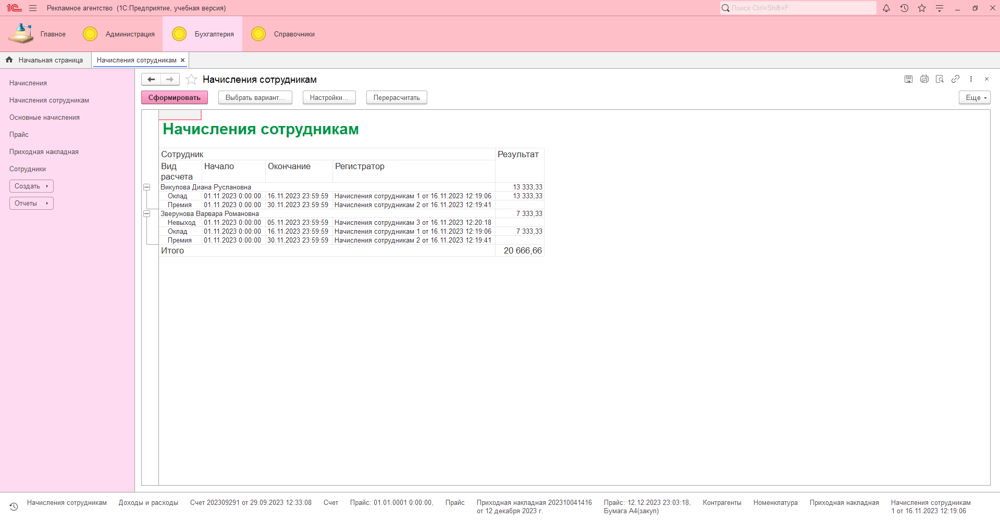 1С Рекламное агентство (1С:Предприятие, учебная версия) Поиск Ctrl+Shift+F
Главное Администрация Бухгалтерия Справочники
Начальная страница Начисления сотрудникам ×
Начисления
Начисления сотрудникам
Основные начисления
Прайс
Приходная накладная
Сотрудники
Создать
Отчеты
Начисления сотрудникам
Сформировать Выбрать вариант... Настройки... Перерасчитать Еще
Начисления сотрудникам
Сотрудник Результат
Вид расчета Начало Окончание Регистратор
Викулова Диана Руслановна 13 333,33
Оклад 01.11.2023 0:00:00 16.11.2023 23:59:59 Начисления сотрудникам 1 от 16.11.2023 12:19:06 13 333,33
Премия 01.11.2023 0:00:00 30.11.2023 23:59:59 Начисления сотрудникам 2 от 16.11.2023 12:19:41
Зверунова Варвара Романовна 7 333,33
Невыход 01.11.2023 0:00:00 05.11.2023 23:59:59 Начисления сотрудникам 3 от 16.11.2023 12:20:18
Оклад 01.11.2023 0:00:00 16.11.2023 23:59:59 Начисления сотрудникам 1 от 16.11.2023 12:19:06 7 333,33
Премия 01.11.2023 0:00:00 30.11.2023 23:59:59 Начисления сотрудникам 2 от 16.11.2023 12:19:41
Итого 20 666,66
Начисления сотрудникам Доходы и расходы Счет 202309291 от 29.09.2023 12:33:08 Счет Прайс: 01.01.0001 0:00:00, Прайс Приходная накладная 202310041416 от 12 декабря 2023 г. Прайс: 12.12.2023 23:03:18, Бумага А4(закуп) Контрагенты Номенклатура Приходная накладная Начисления сотрудникам 1 от 16.11.2023 12:19:06